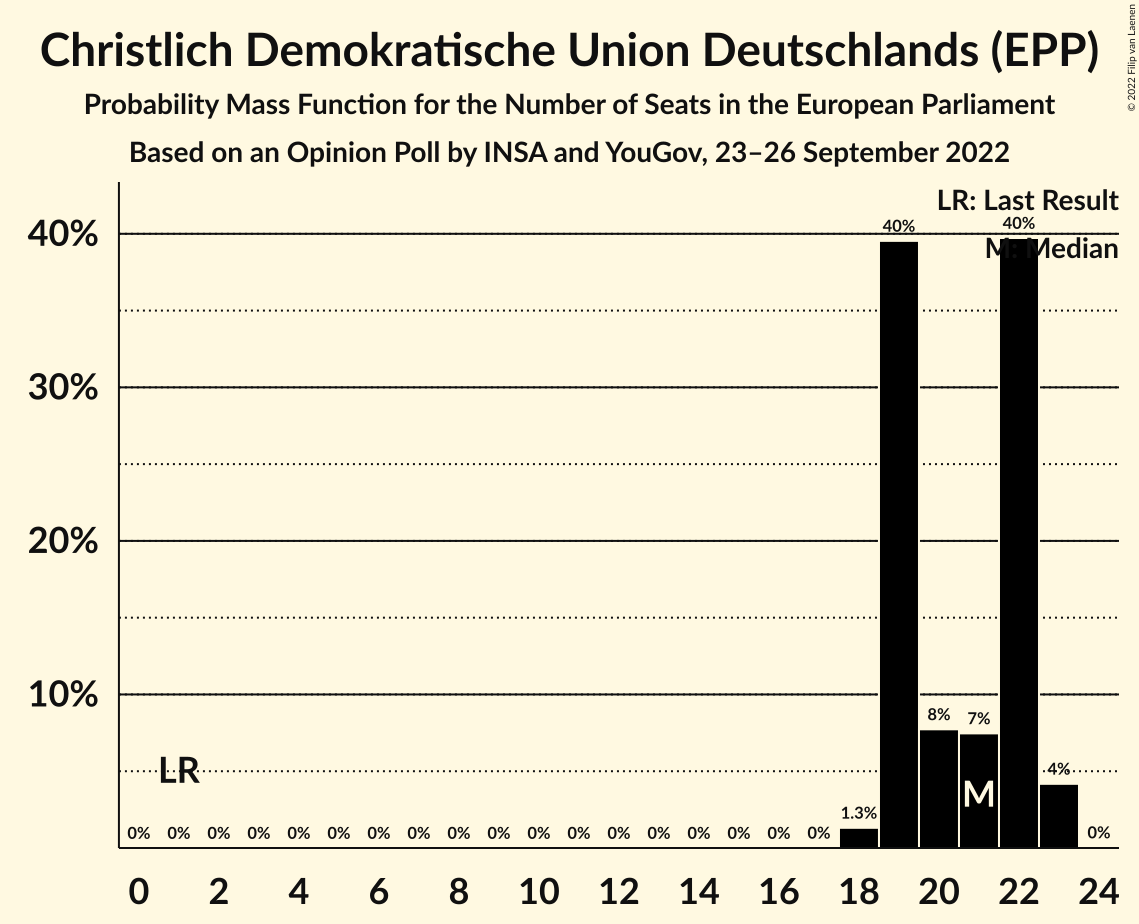 Christlich Demokratische Union Deutschlands (EPP)
Probability Mass Function for the Number of Seats in the European Parliament
Based on an Opinion Poll by INSA and YouGov, 23–26 September 2022
© 2022 Filip van Laenen
LR: Last Result
M: Median
40%
30%
20%
10%
40% 40%
8% 7% 4%
LR
M
0% 0% 0% 0% 0% 0% 0% 0% 0% 0% 0% 0% 0% 0% 0% 0% 0% 0% 1.3% 0%
0 2 4 6 8 10 12 14 16 18 20 22 24